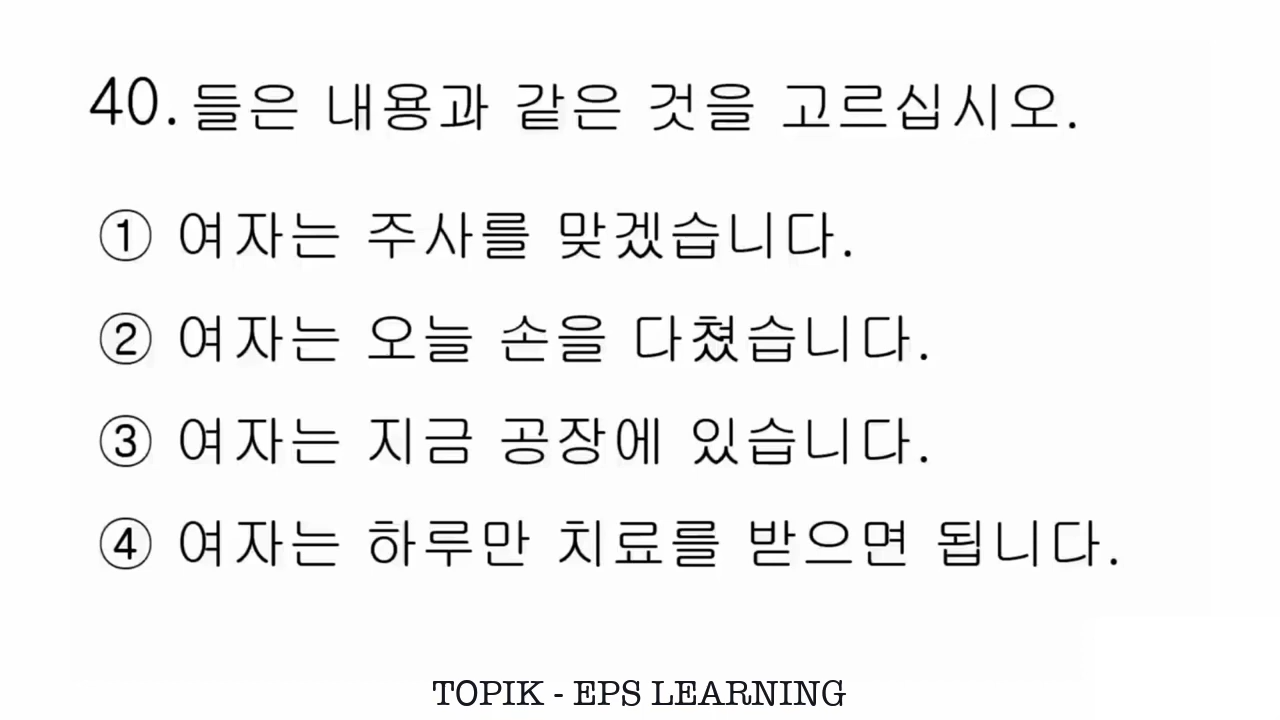 40. 들은 내용과 같은 것을 고르십시오.
① 여자는 주사를 맞겠습니다.
② 여자는 오늘 손을 다쳤습니다.
③ 여자는 지금 공장에 있습니다.
④ 여자는 하루만 치료를 받으면 됩니다.
TOPIK - EPS LEARNING